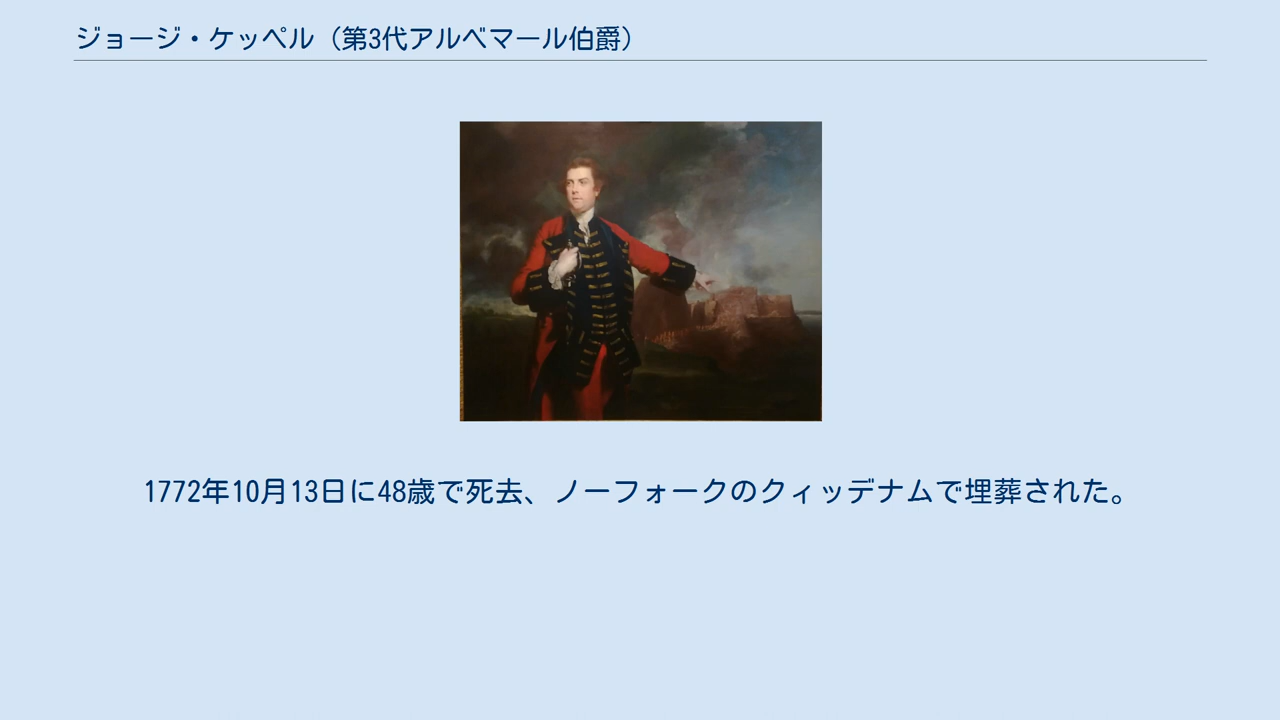 ジョージ・ケッペル（第3代アルベマール伯爵）
1772年10月13日に48歳で死去、ノーフォークのクィッデナムで埋葬された。